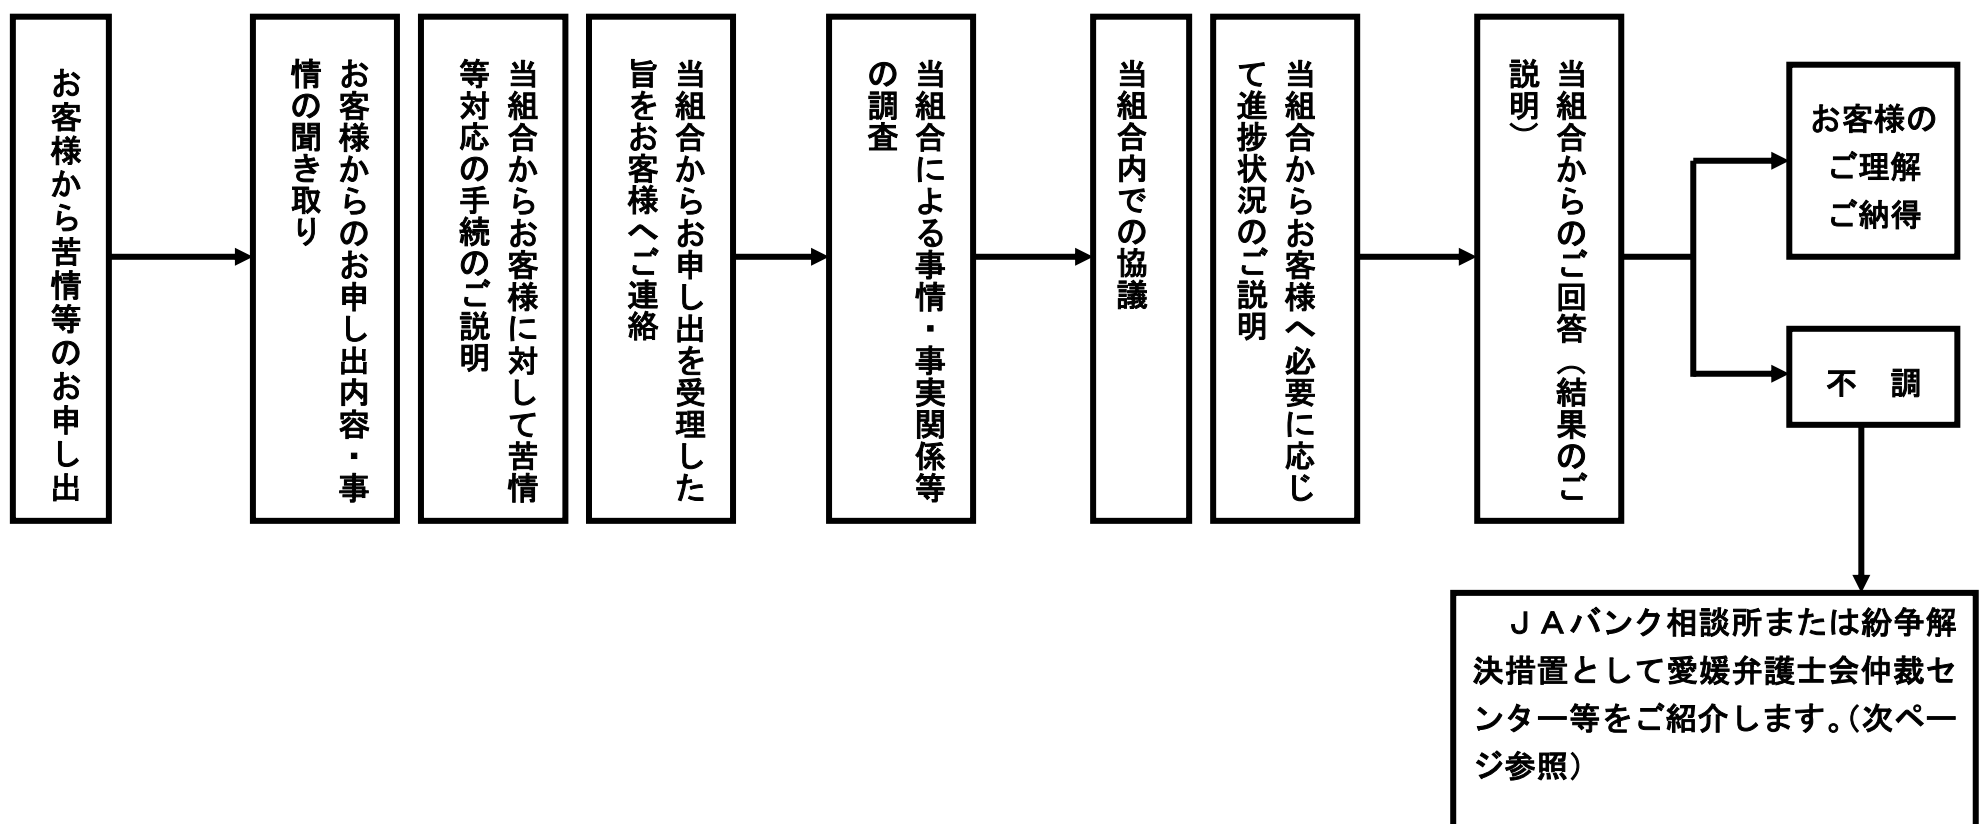 お客様から苦情等のお申し出
お客様からのお申し出内容・事
情の聞き取り
当組合からお客様に対して苦情
等対応の手続のご説明
当組合からお申し出を受理した
旨をお客様へご連絡
当組合による事情・事実関係等
の調査
当組合内での協議
当組合からお客様へ必要に応じ
て進捗状況のご説明
当組合からのご回答（結果のご
説明）
お客様の
ご理解
ご納得
不　調
ＪＡバンク相談所または紛争解
決措置として愛媛弁護士会仲裁セ
ンター等をご紹介します。（次ペー
ジ参照）